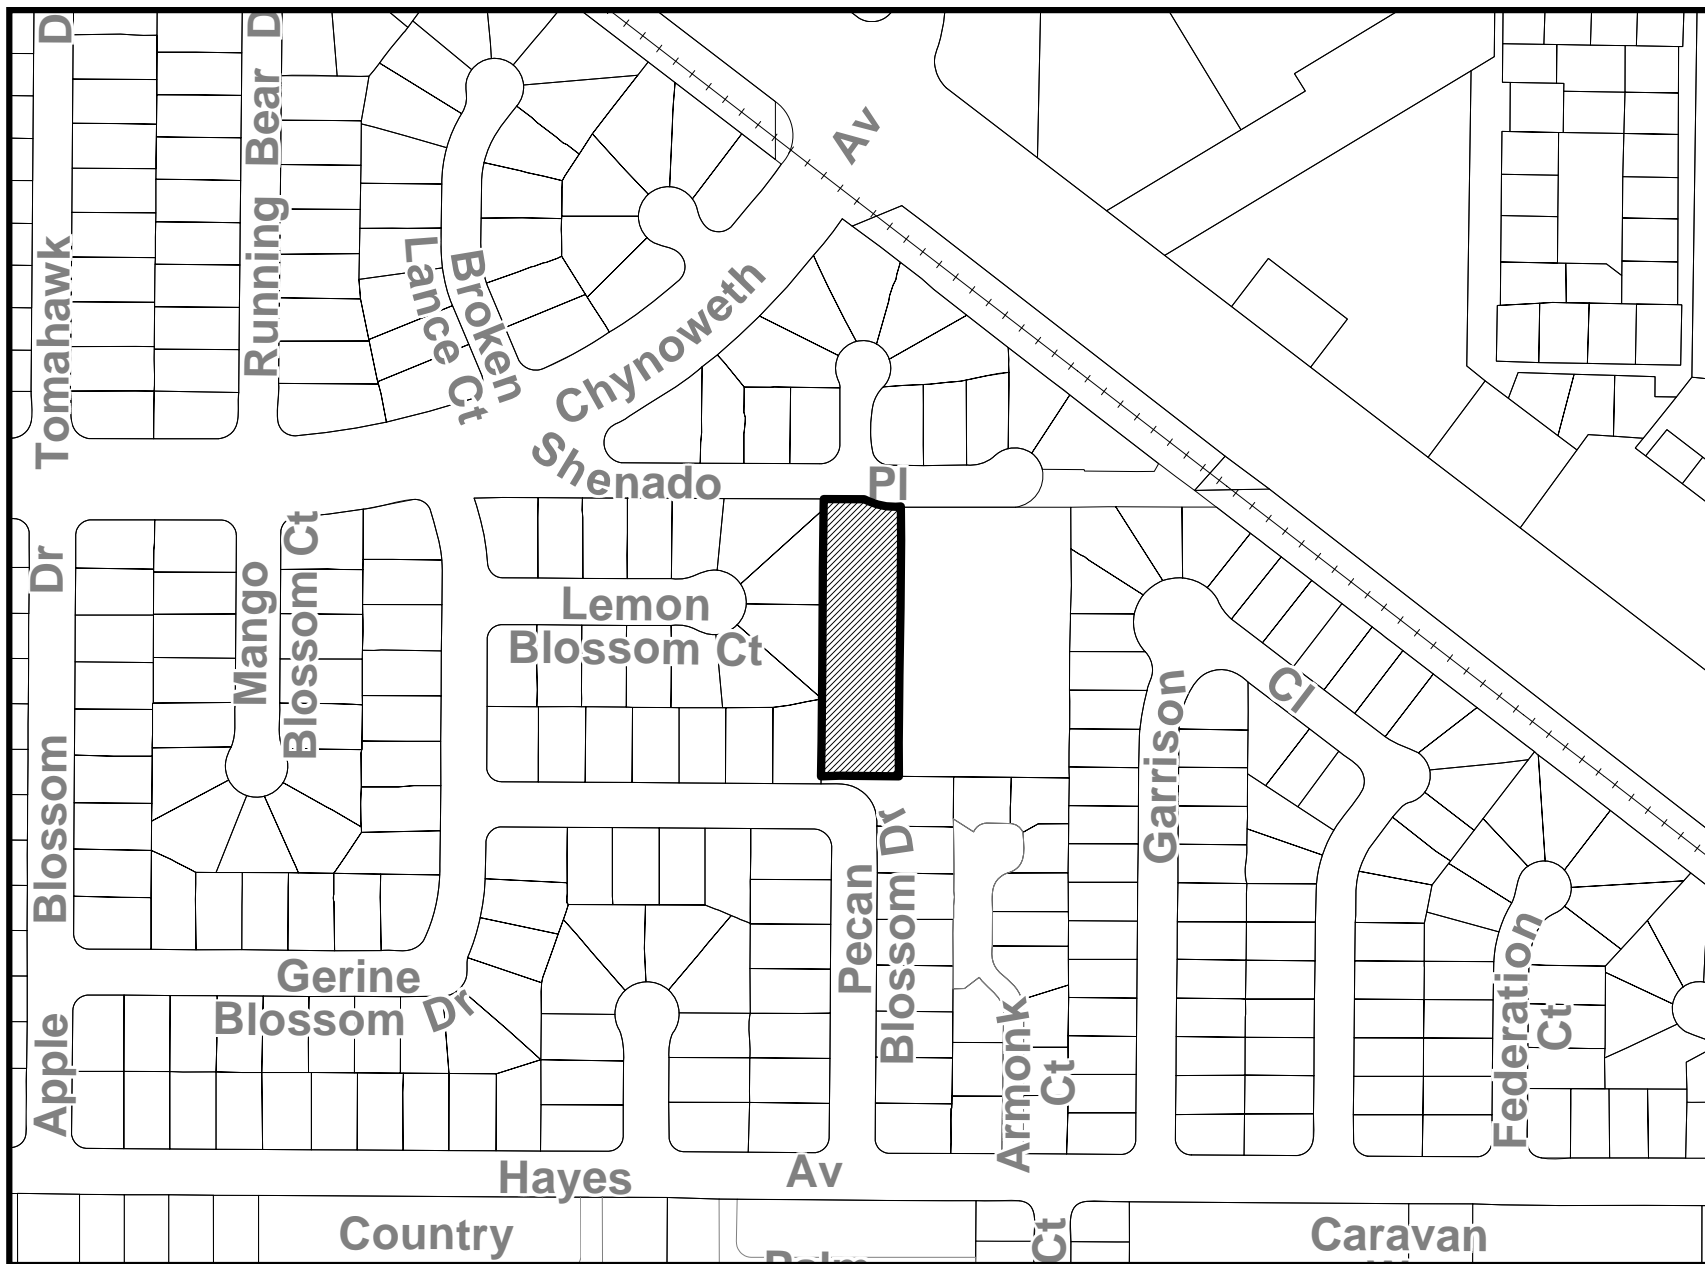 D
D
Av
Tomahawk
Running Bear
Broken
Lance Ct
Chynoweth
Shenado
Pl
Dr
Mango
Blossom Ct
Lemon
Blossom Ct
Cl
Garrison
Blossom
Pecan
Blossom Dr
Gerine
Blossom Dr
Apple
Armonk
Ct
Federation
Ct
Hayes
Av
Country
Ct
Caravan